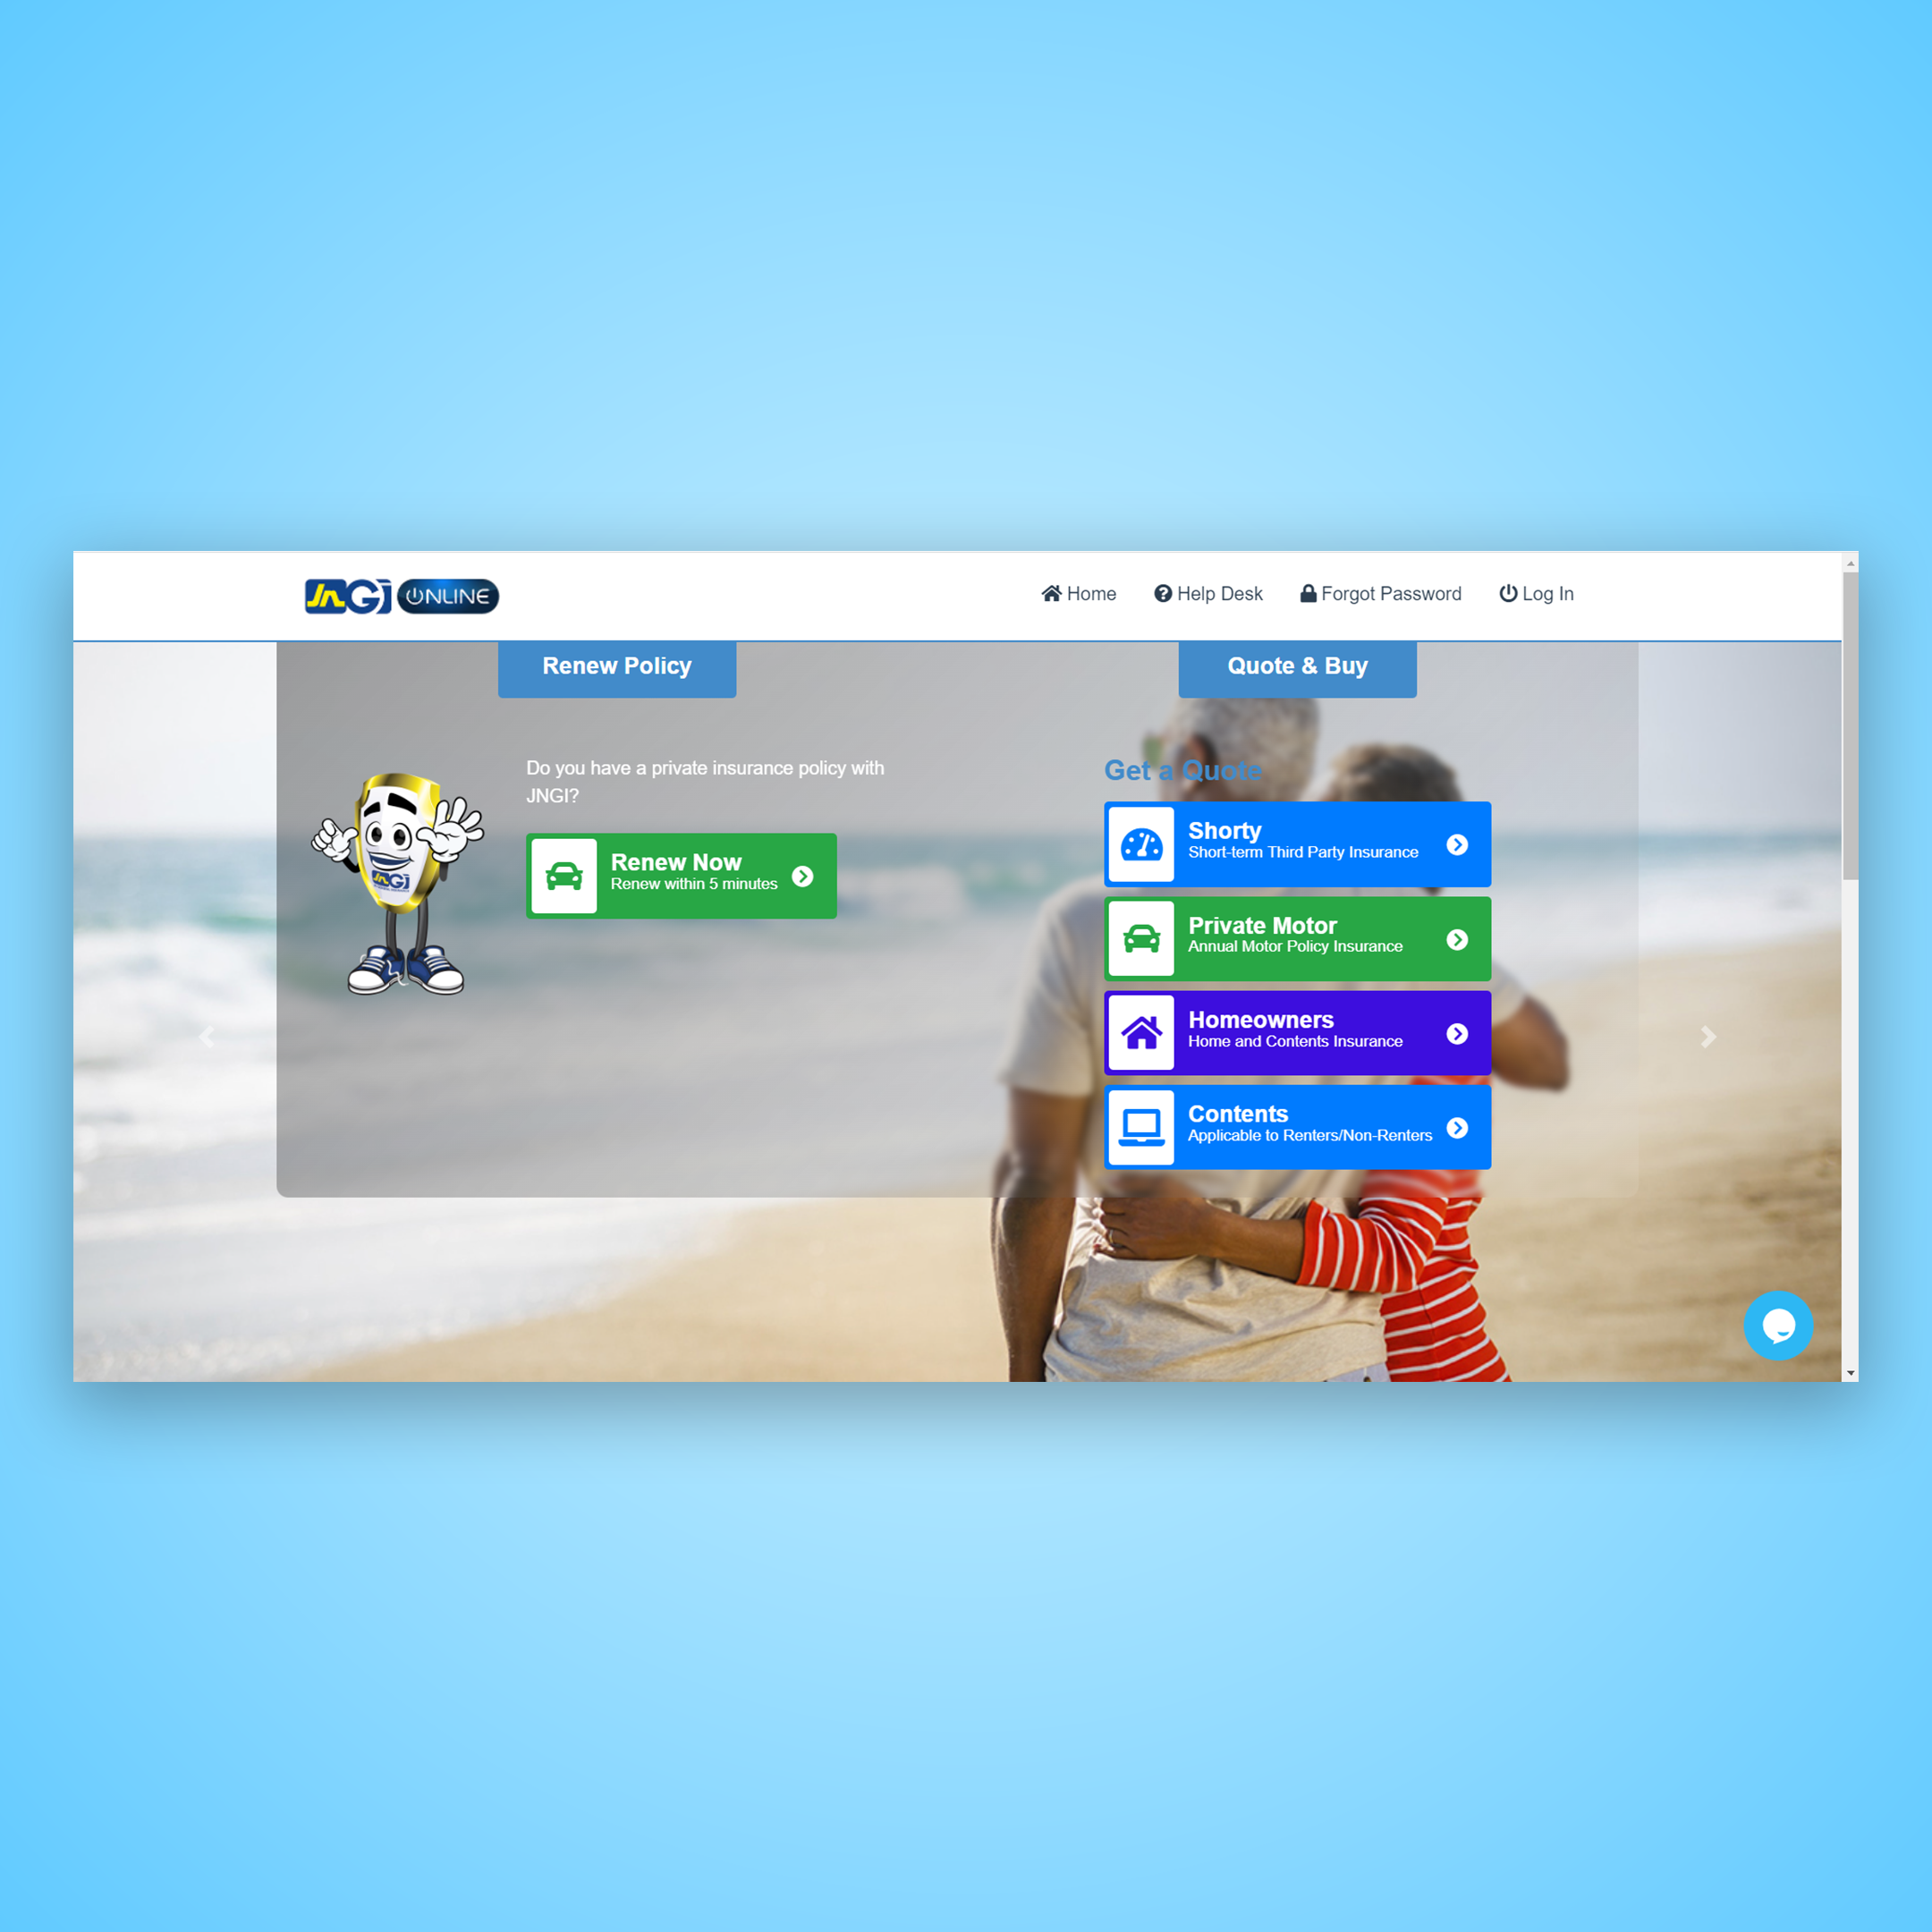 JNGI ONLINE
Home
Help Desk
Forgot Password
Log In
Renew Policy
Do you have a private insurance policy with
JNGI?
JNGI
Renew Now
Renew within 5 minutes
Quote & Buy
Get a Quote
Shorty
Short-term Third Party Insurance
Private Motor
Annual Motor Policy Insurance
Homeowners
Home and Contents Insurance
Contents
Applicable to Renters/Non-Renters